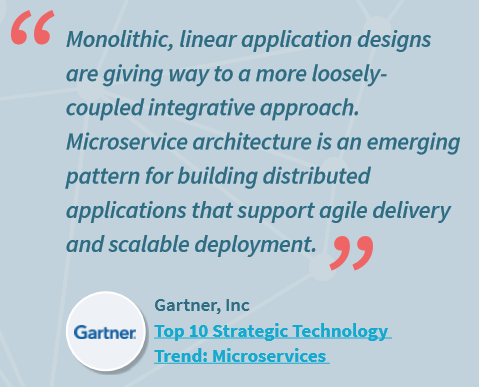 “
Monolithic, linear application designs
are giving way to a more loosely-
coupled integrative approach.
Microservice architecture is an emerging
pattern for building distributed
applications that support agile delivery
and scalable deployment. ”
Gartner, Inc
Gartner.
Top 10 Strategic Technology
Trend: Microservices